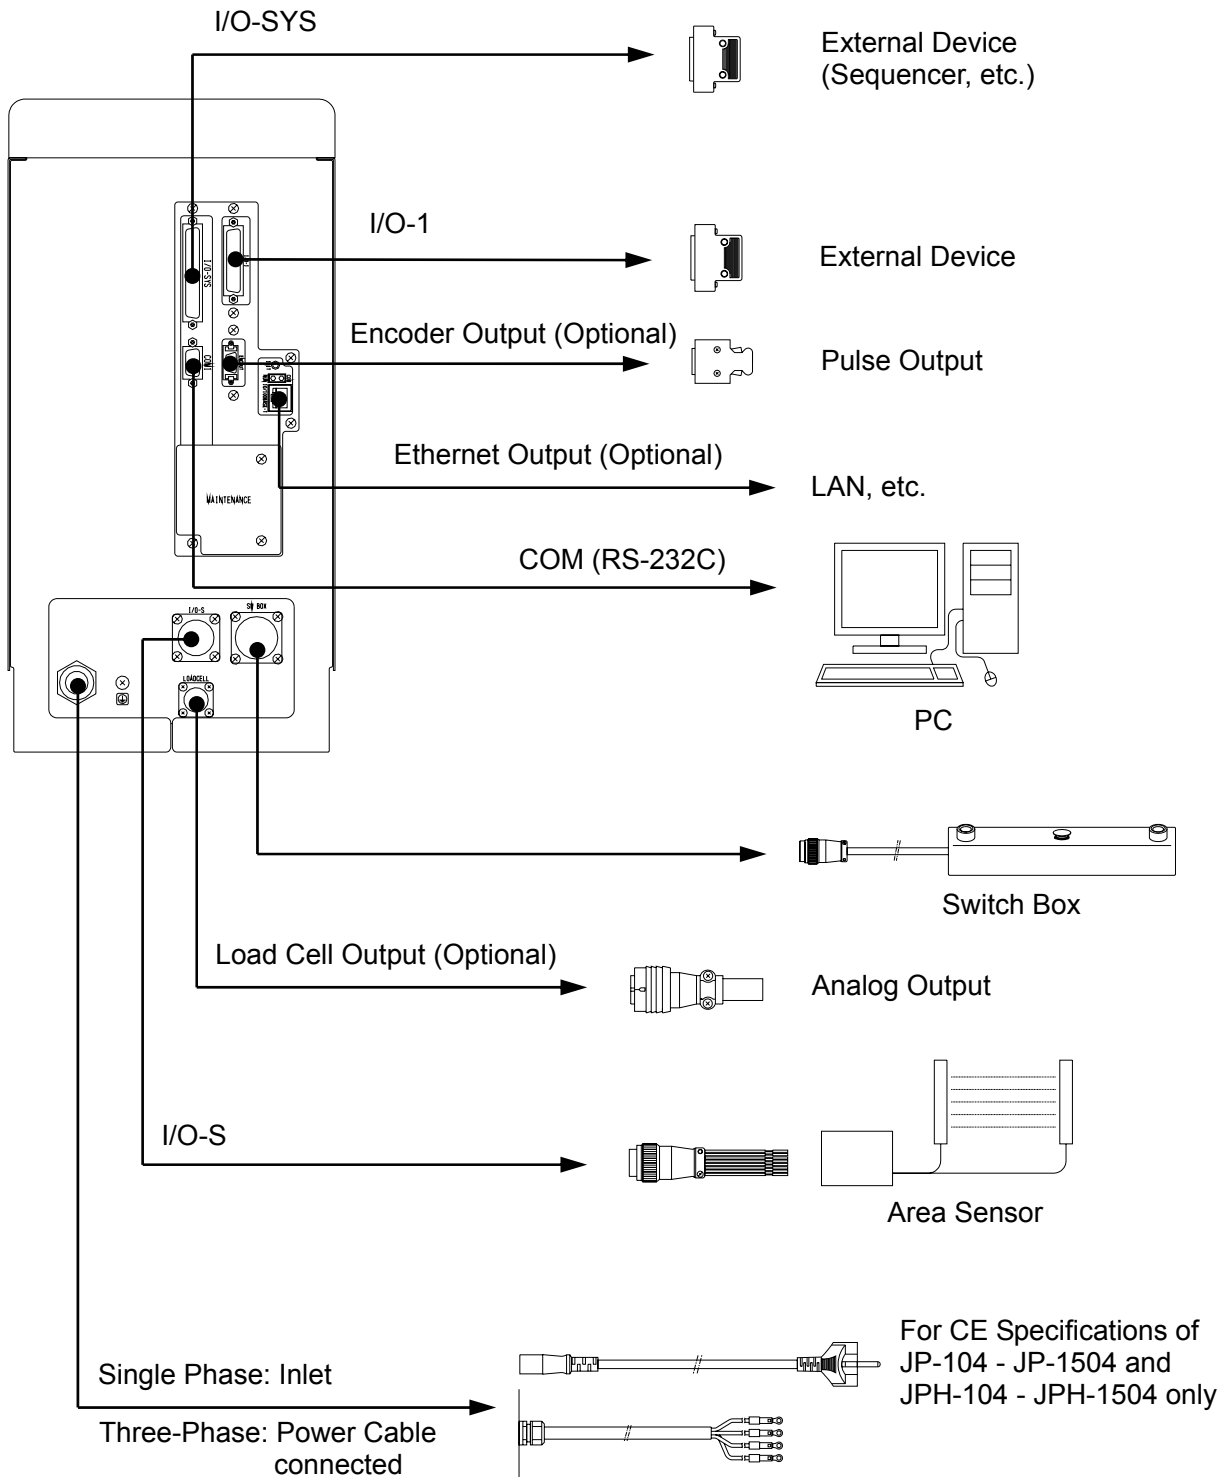 I/O-SYS
External Device
(Sequencer, etc.)
I/O-1
External Device
I/O-SYS
Encoder Output (Optional)
Pulse Output
COM1
Ethernet Output (Optional)
LAN, etc.
MAINTENANCE
COM (RS-232C)
PC
I/O-S
SW BOX
LOADCELL
Switch Box
Load Cell Output (Optional)
Analog Output
I/O-S
Area Sensor
For CE Specifications of
JP-104 - JP-1504 and
JPH-104 - JPH-1504 only
Single Phase: Inlet
Three-Phase: Power Cable
connected